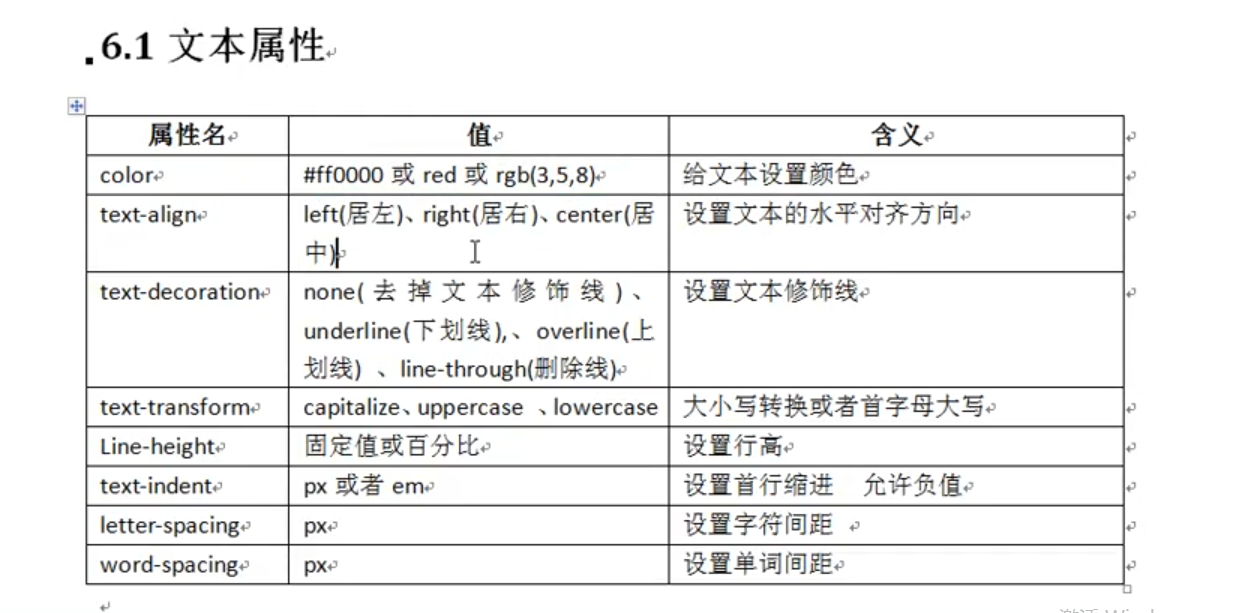 6.1 文本属性
属性名 值 含义
color #ff0000 或 red 或 rgb(3,5,8) 给文本设置颜色
text-align left(居左)、right(居右)、center(居 设置文本的水平对齐方向
中)
text-decoration none(去掉文本修饰线)、 设置文本修饰线
underline(下划线),、overline(上
划线) 、line-through(删除线)
text-transform capitalize、uppercase 、lowercase 大小写转换或者首字母大写
Line-height 固定值或百分比 设置行高
text-indent px 或者 em 设置首行缩进 允许负值
letter-spacing px 设置字符间距
word-spacing px 设置单词间距